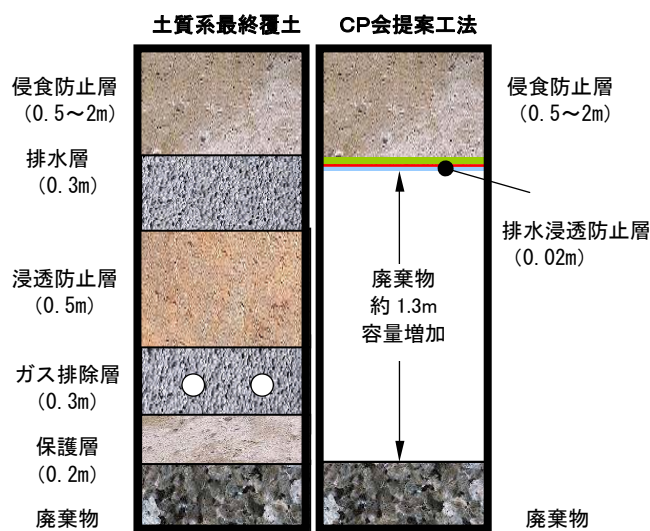 土質系最終覆土
CP会提案工法
侵食防止層
(0.5～2m)
排水層
(0.3m)
浸透防止層
(0.5m)
ガス排除層
(0.3m)
保護層
(0.2m)
廃棄物
侵食防止層
(0.5～2m)
排水浸透防止層
(0.02m)
廃棄物
約1.3m
容量増加
廃棄物